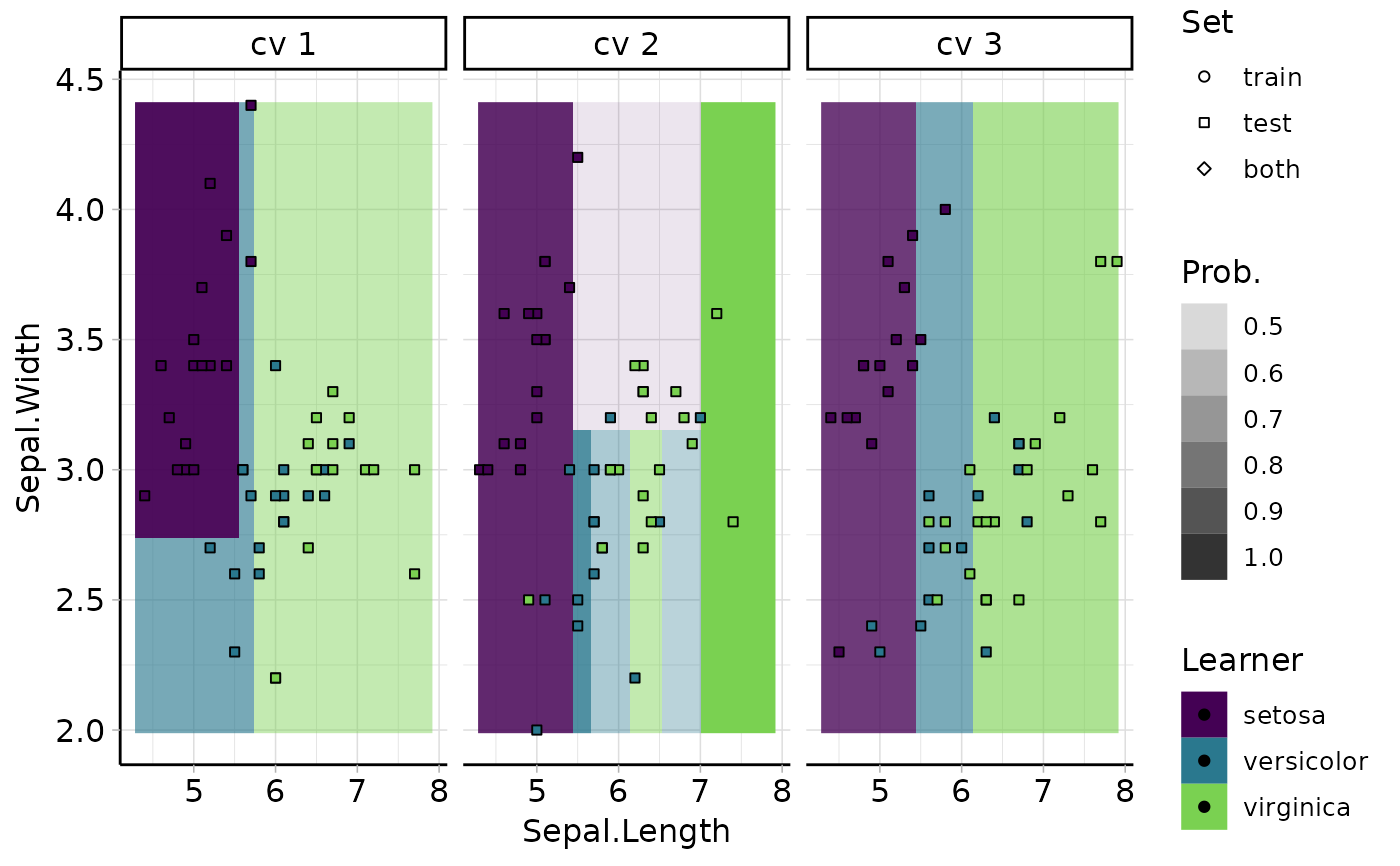 cv 1
cv 2
cv 3
4.5
4.0
3.5
3.0
2.5
2.0
Sepal.Width
5 6 7 8
5 6 7 8
5 6 7 8
Sepal.Length
Set
train
test
both
Prob.
0.5
0.6
0.7
0.8
0.9
1.0
Learner
setosa
versicolor
virginica